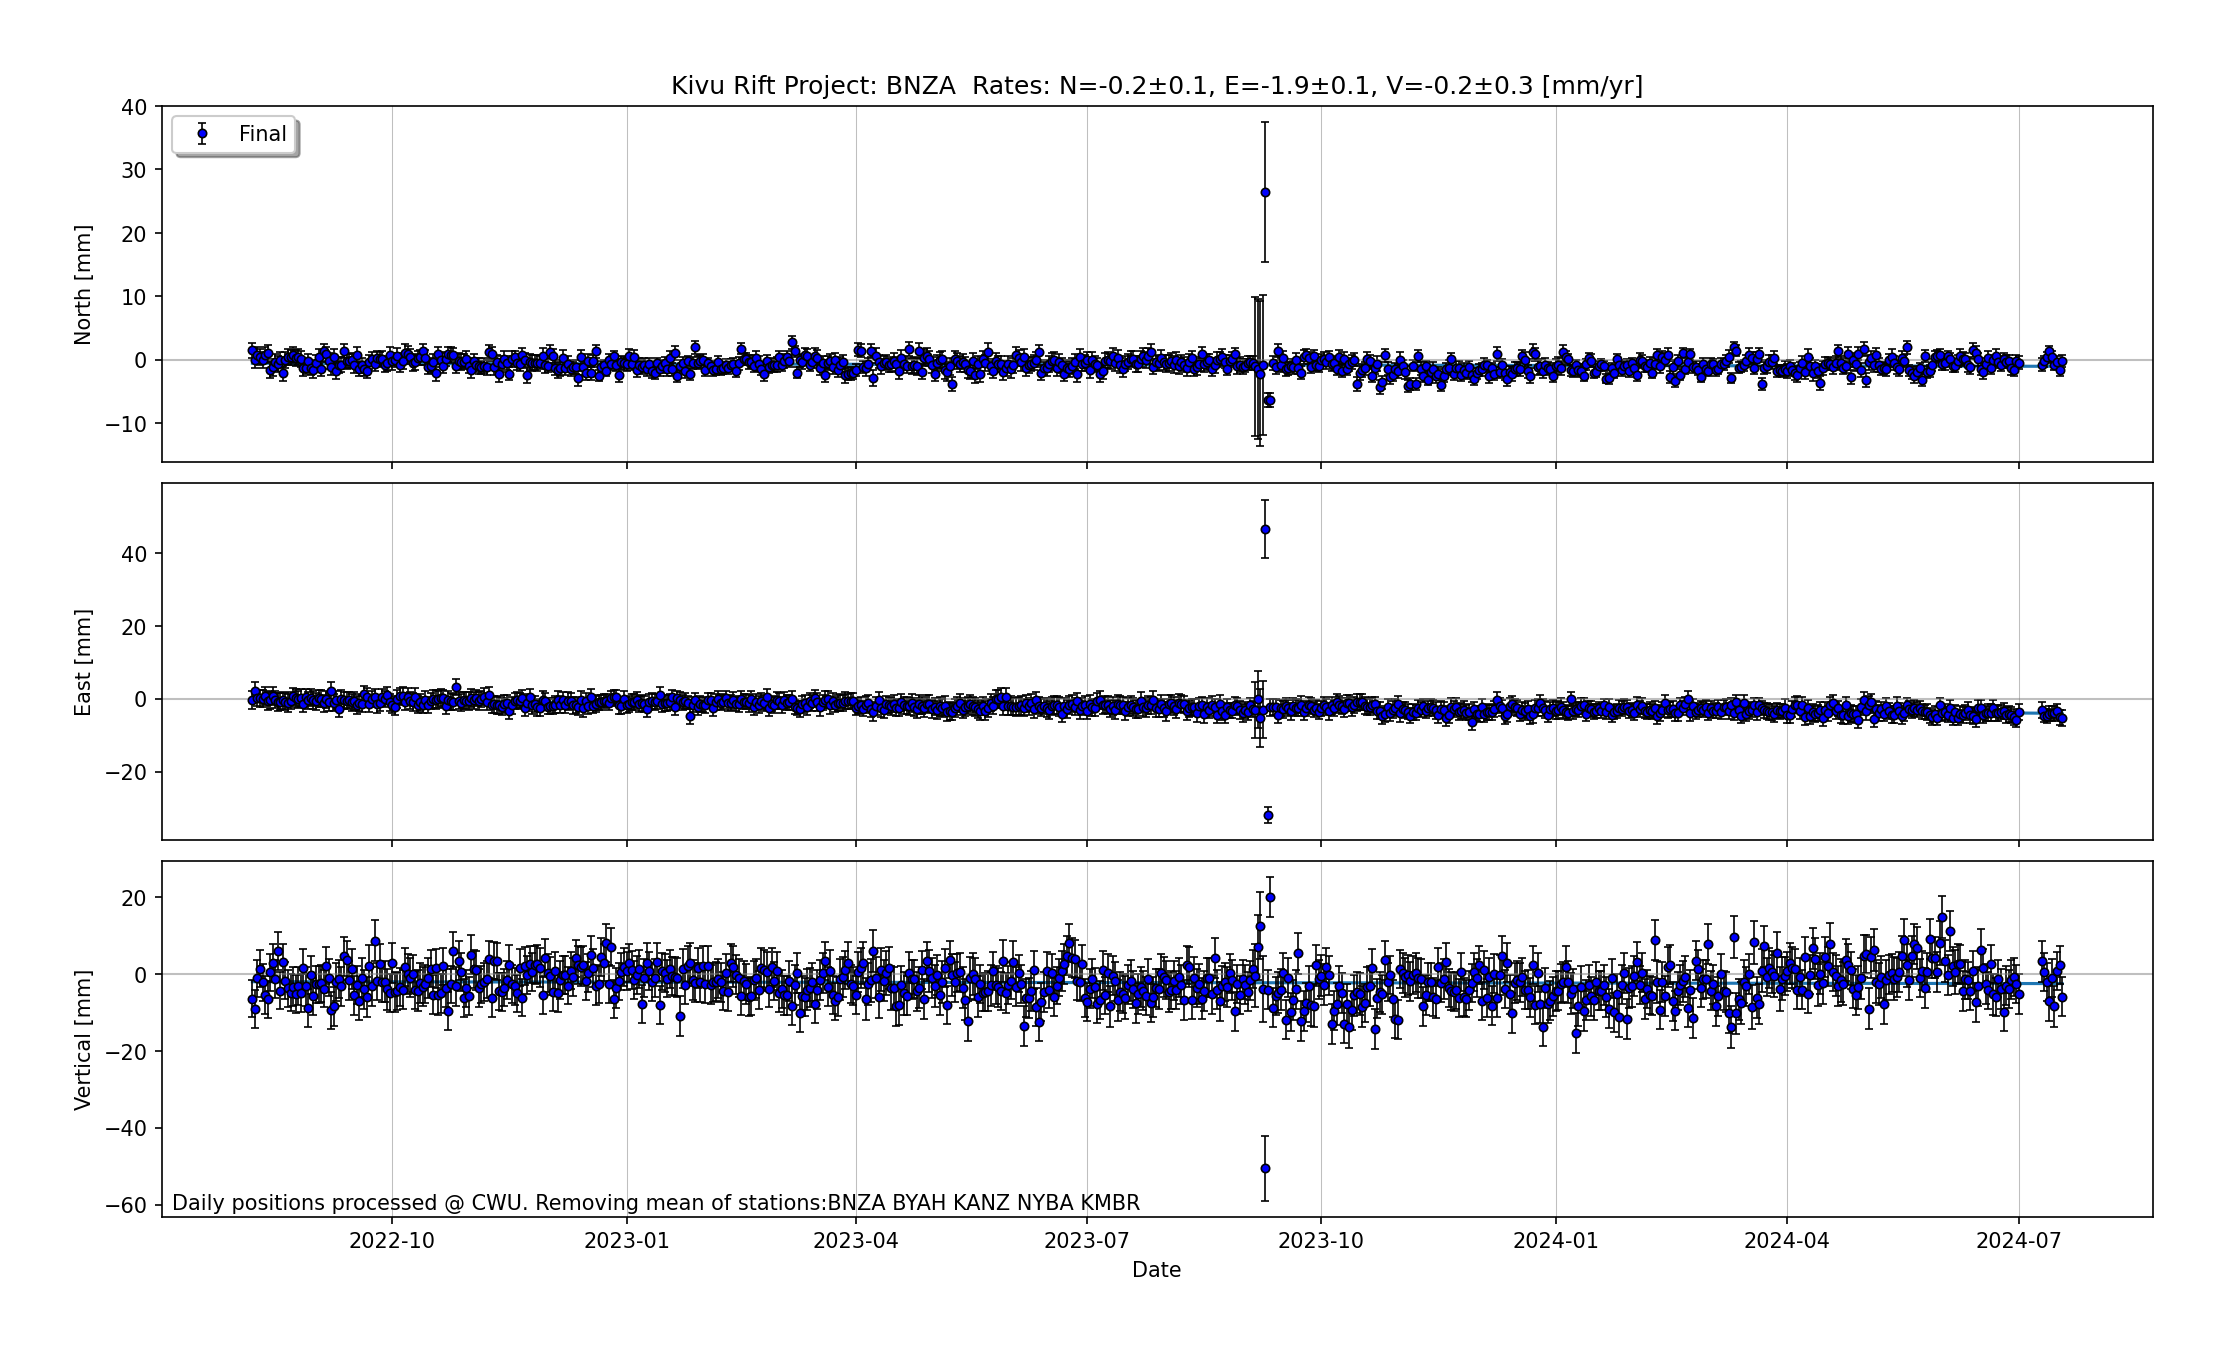 Kivu Rift Project: BNZA  Rates: N=-0.2±0.1, E=-1.9±0.1, V=-0.2±0.3 [mm/yr]
Final
North [mm]
40
30
20
10
0
−10
East [mm]
40
20
0
−20
Vertical [mm]
20
0
−20
−40
−60
Daily positions processed @ CWU. Removing mean of stations:BNZA BYAH KANZ NYBA KMBR
2022-10 2023-01 2023-04 2023-07 2023-10 2024-01 2024-04 2024-07
Date